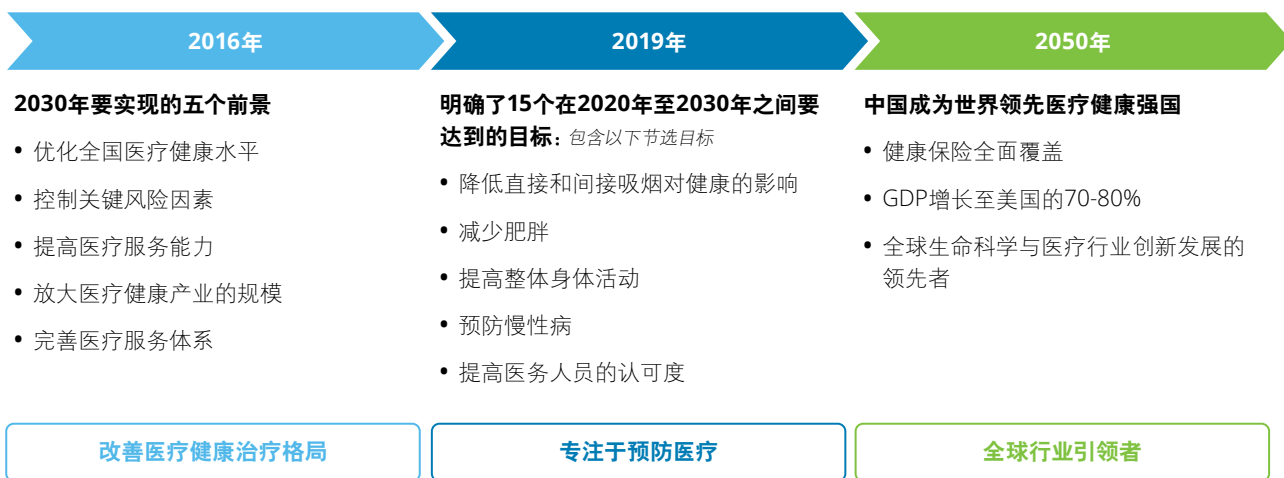 2016年
2019年
2050年
2030年要实现的五个前景
• 优化全国医疗健康水平
• 控制关键风险因素
• 提高医疗服务能力
• 放大医疗健康产业的规模
• 完善医疗服务体系
明确了15个在2020年至2030年之间要
达到的目标：包含以下节选目标
• 降低直接和间接吸烟对健康的影响
• 减少肥胖
• 提高整体身体活动
• 预防慢性病
• 提高医务人员的认可度
中国成为世界领先医疗健康强国
• 健康保险全面覆盖
• GDP增长至美国的70-80%
• 全球生命科学与医疗行业创新发展的
领先者
改善医疗健康治疗格局
专注于预防医疗
全球行业引领者